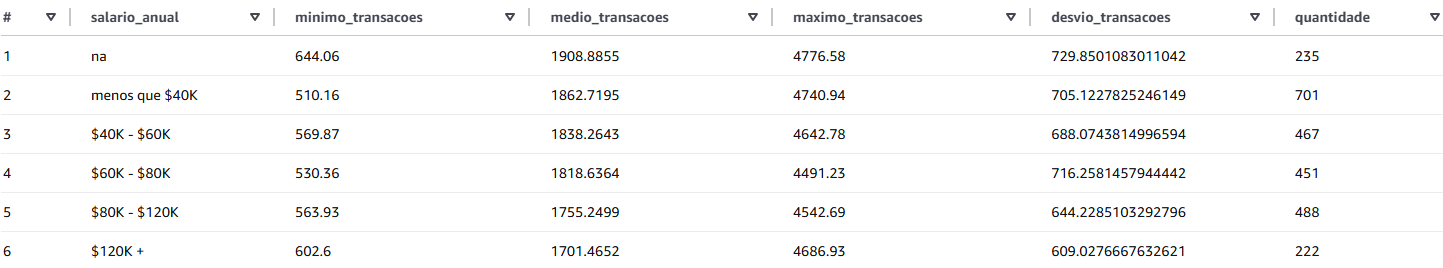 # salario_anual minimo_transacoes medio_transacoes maximo_transacoes desvio_transacoes quantidade
1 na 644.06 1908.8855 4776.58 729.8501083011042 235
2 menos que $40K 510.16 1862.7195 4740.94 705.1227825246149 701
3 $40K - $60K 569.87 1838.2643 4642.78 688.0743814996594 467
4 $60K - $80K 530.36 1818.6364 4491.23 716.2581457944442 451
5 $80K - $120K 563.93 1755.2499 4542.69 644.2285103292796 488
6 $120K + 602.6 1701.4652 4686.93 609.0276667632621 222